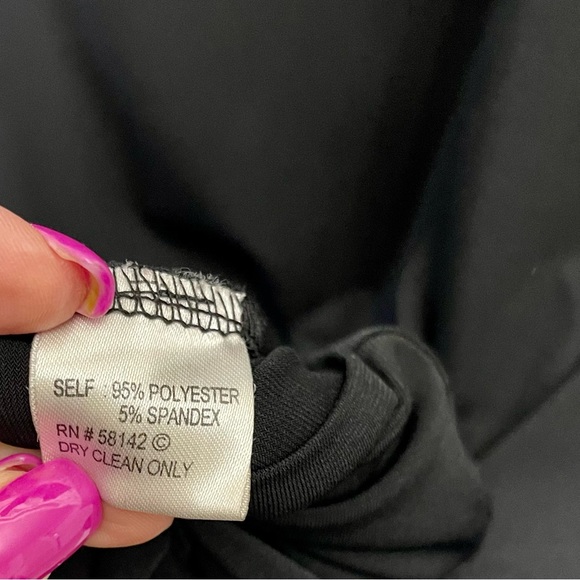 SELF : 95% POLYESTER
5% SPANDEX
RN # 58142 ©
DRY CLEAN ONLY